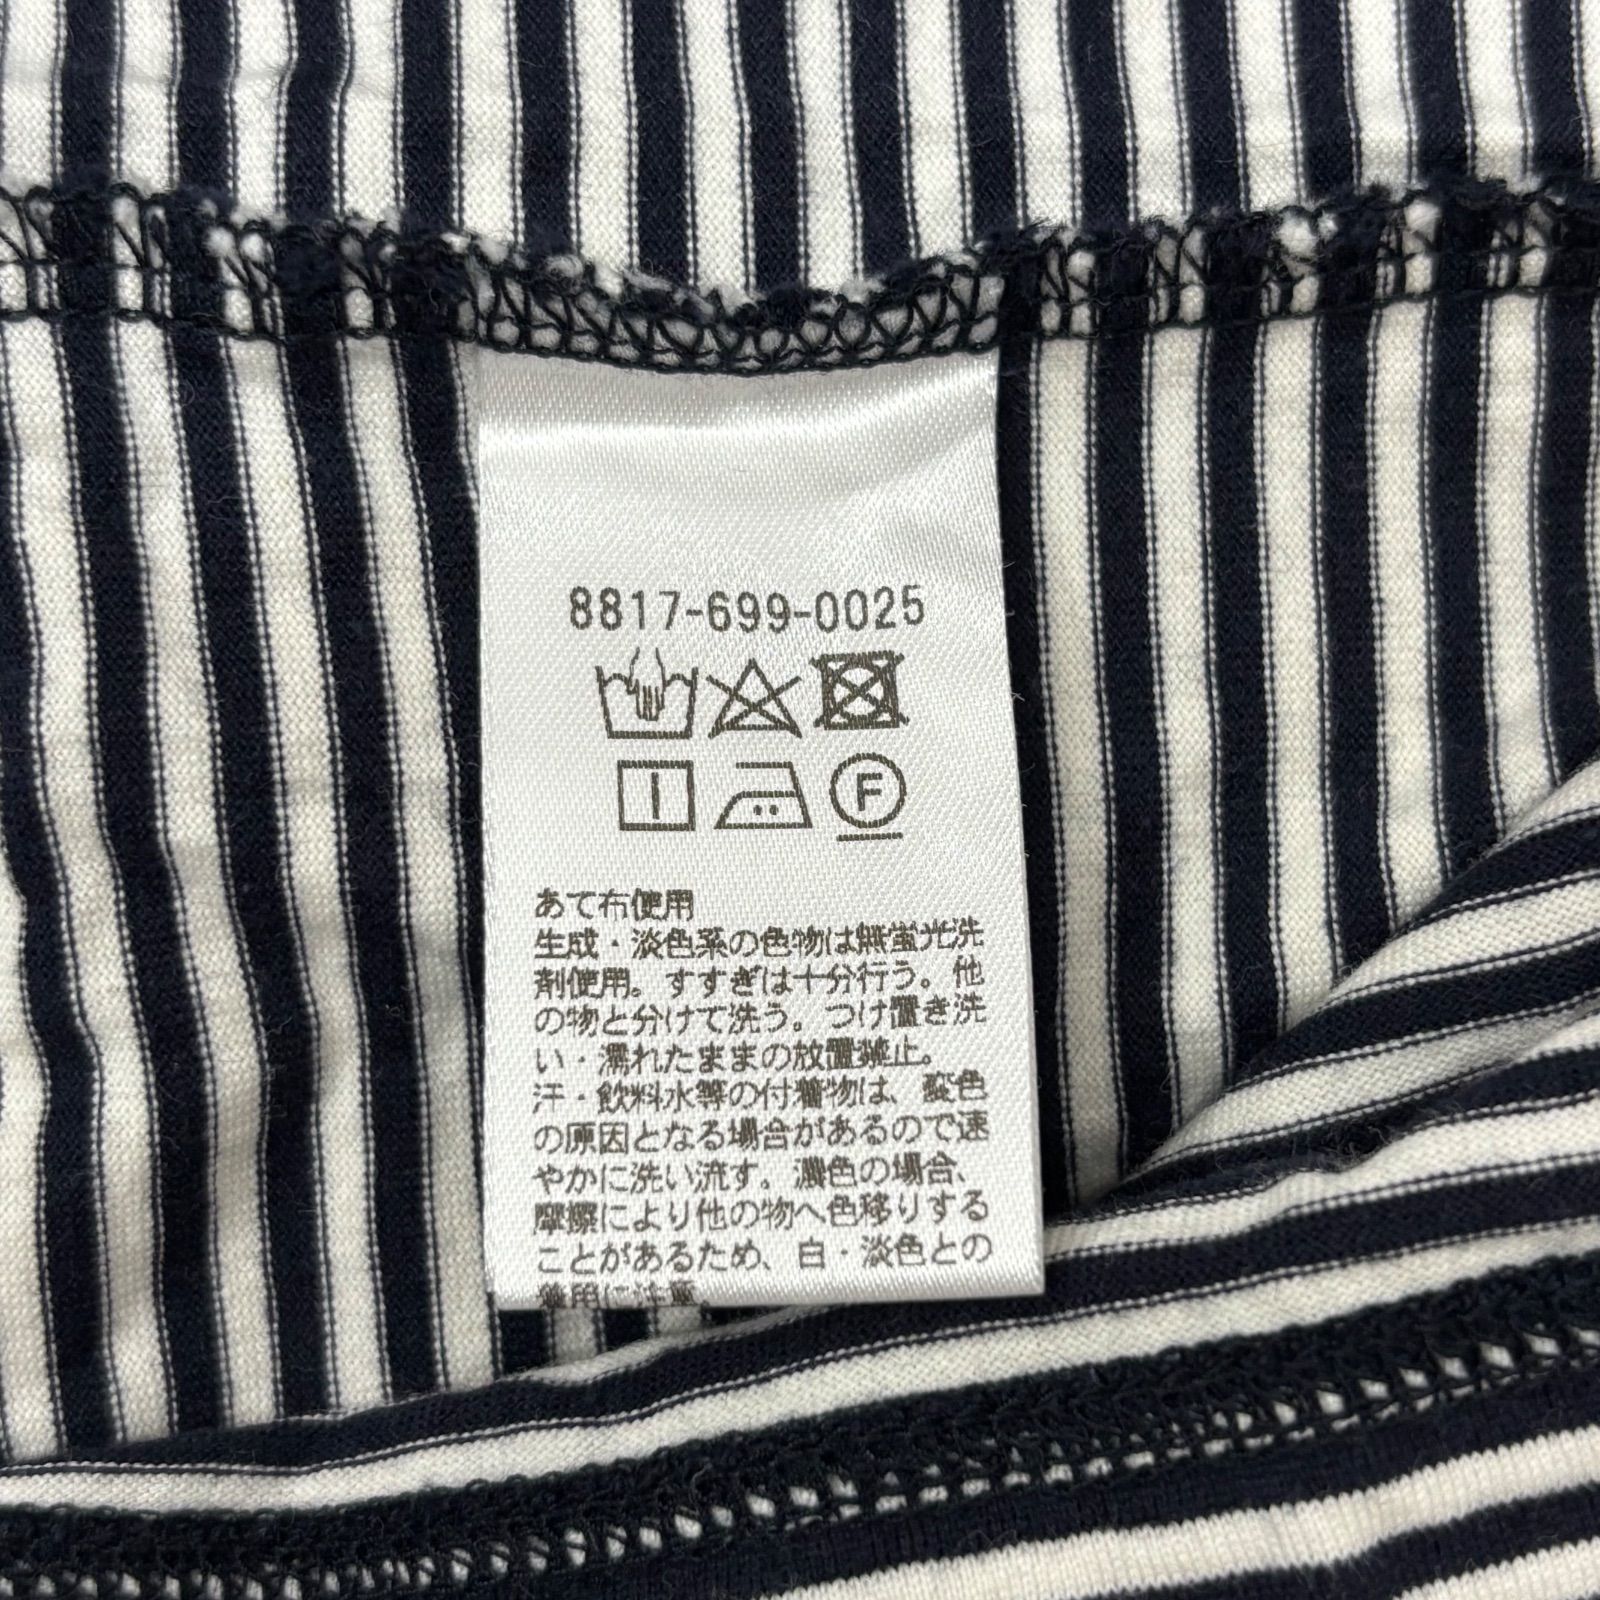 8817-699-0025
F
あて布使用
生成・淡色系の色物は無蛍光洗
剤使用。すすぎは十分行う。他
の物と分けて洗う。つけ置き洗
い・濡れたままの放置禁止。
汗・飲料水等の付着物は、変色
の原因となる場合があるので速
やかに洗い流す。濃色の場合、
摩擦により他の物へ色移りする
ことがあるため、白・淡色との
着用に注意